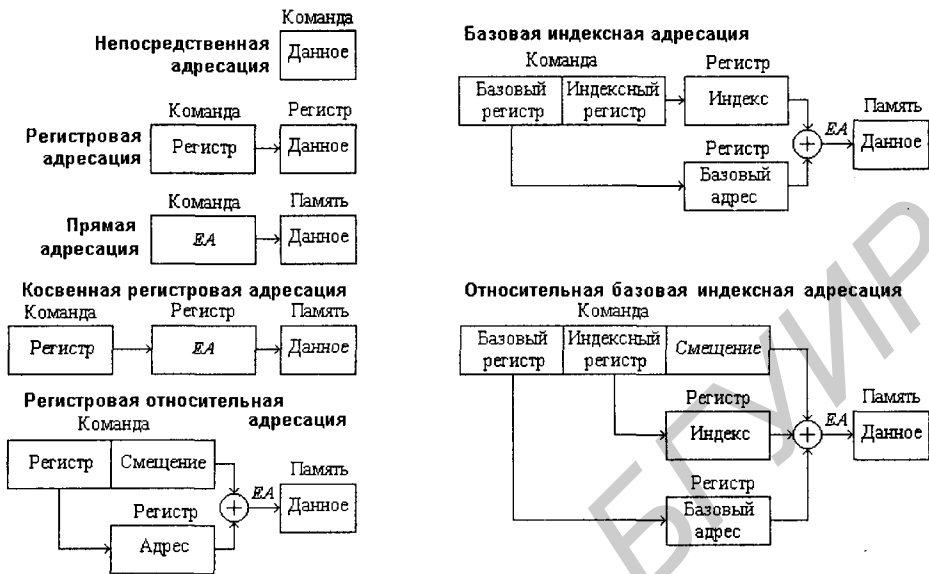 Команда
Непосредственная
адресация
Данное
Команда
Регистр
Регистровая
адресация
Регистр
Данное
Команда
Память
Прямая
адресация
EA
Данное
Косвенная регистровая адресация
Команда
Регистр
Память
Регистр
EA
Данное
Регистровая относительная
адресация
Команда
Регистр
Смещение
Память
EA
Данное
Регистр
Адрес
Базовая индексная адресация
Команда
Регистр
Базовый
регистр
Индексный
регистр
Индекс
Память
EA
Данное
Регистр
Базовый
адрес
Относительная базовая индексная адресация
Команда
Базовый
регистр
Индексный
регистр
Смещение
Регистр
Индекс
Память
EA
Данное
Регистр
Базовый
адрес
БГУИР